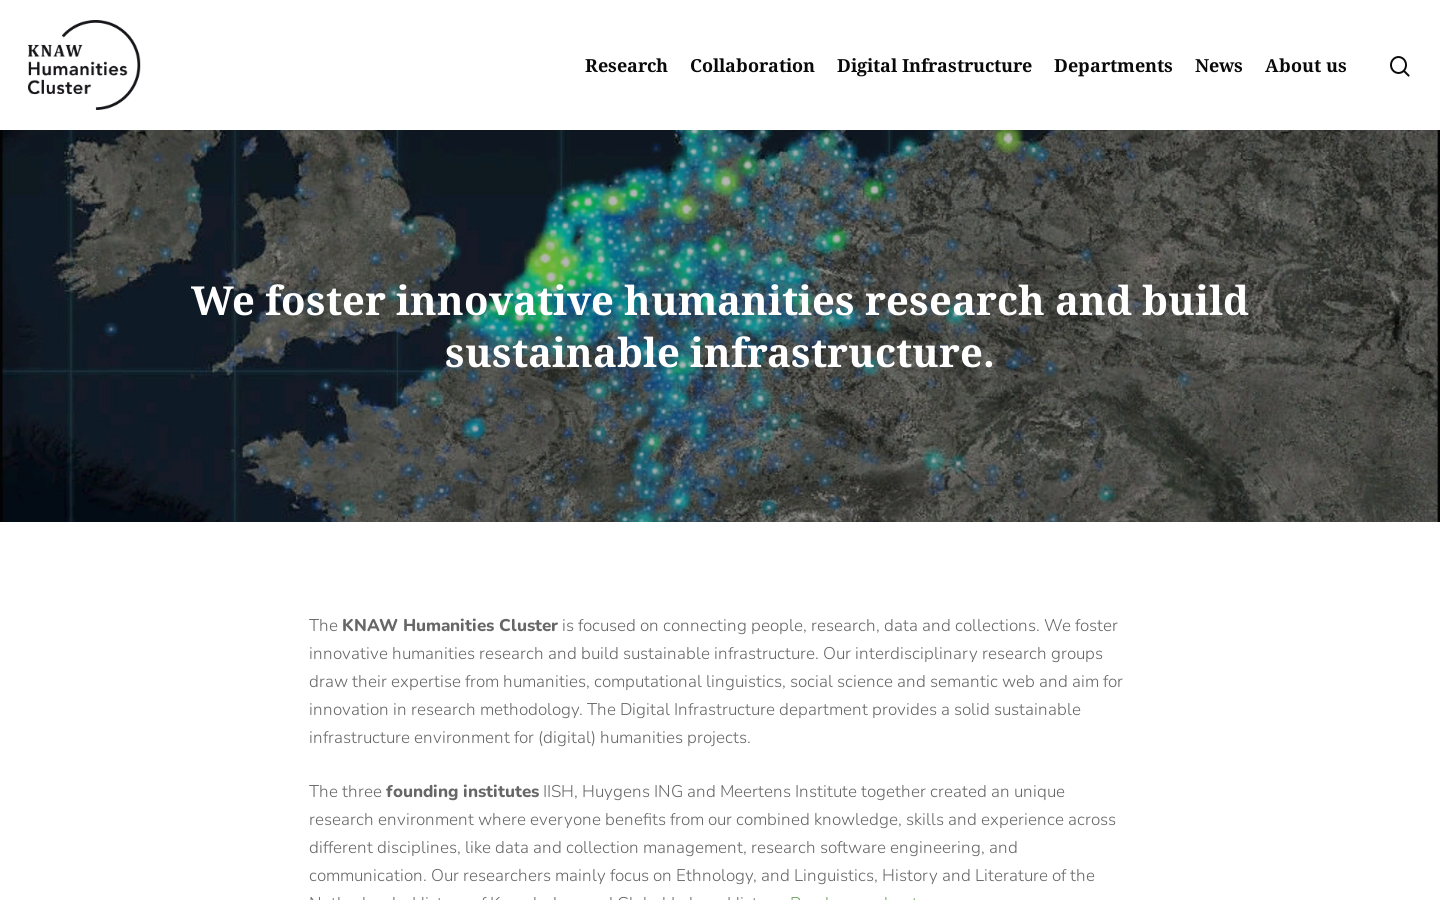 KNAW
Humanities
Cluster
Research Collaboration Digital Infrastructure Departments News About us
We foster innovative humanities research and build
sustainable infrastructure.
The KNAW Humanities Cluster is focused on connecting people, research, data and collections. We foster
innovative humanities research and build sustainable infrastructure. Our interdisciplinary research groups
draw their expertise from humanities, computational linguistics, social science and semantic web and aim for
innovation in research methodology. The Digital Infrastructure department provides a solid sustainable
infrastructure environment for (digital) humanities projects.
The three founding institutes IISH, Huygens ING and Meertens Institute together created an unique
research environment where everyone benefits from our combined knowledge, skills and experience across
different disciplines, like data and collection management, research software engineering, and
communication. Our researchers mainly focus on Ethnology, and Linguistics, History and Literature of the